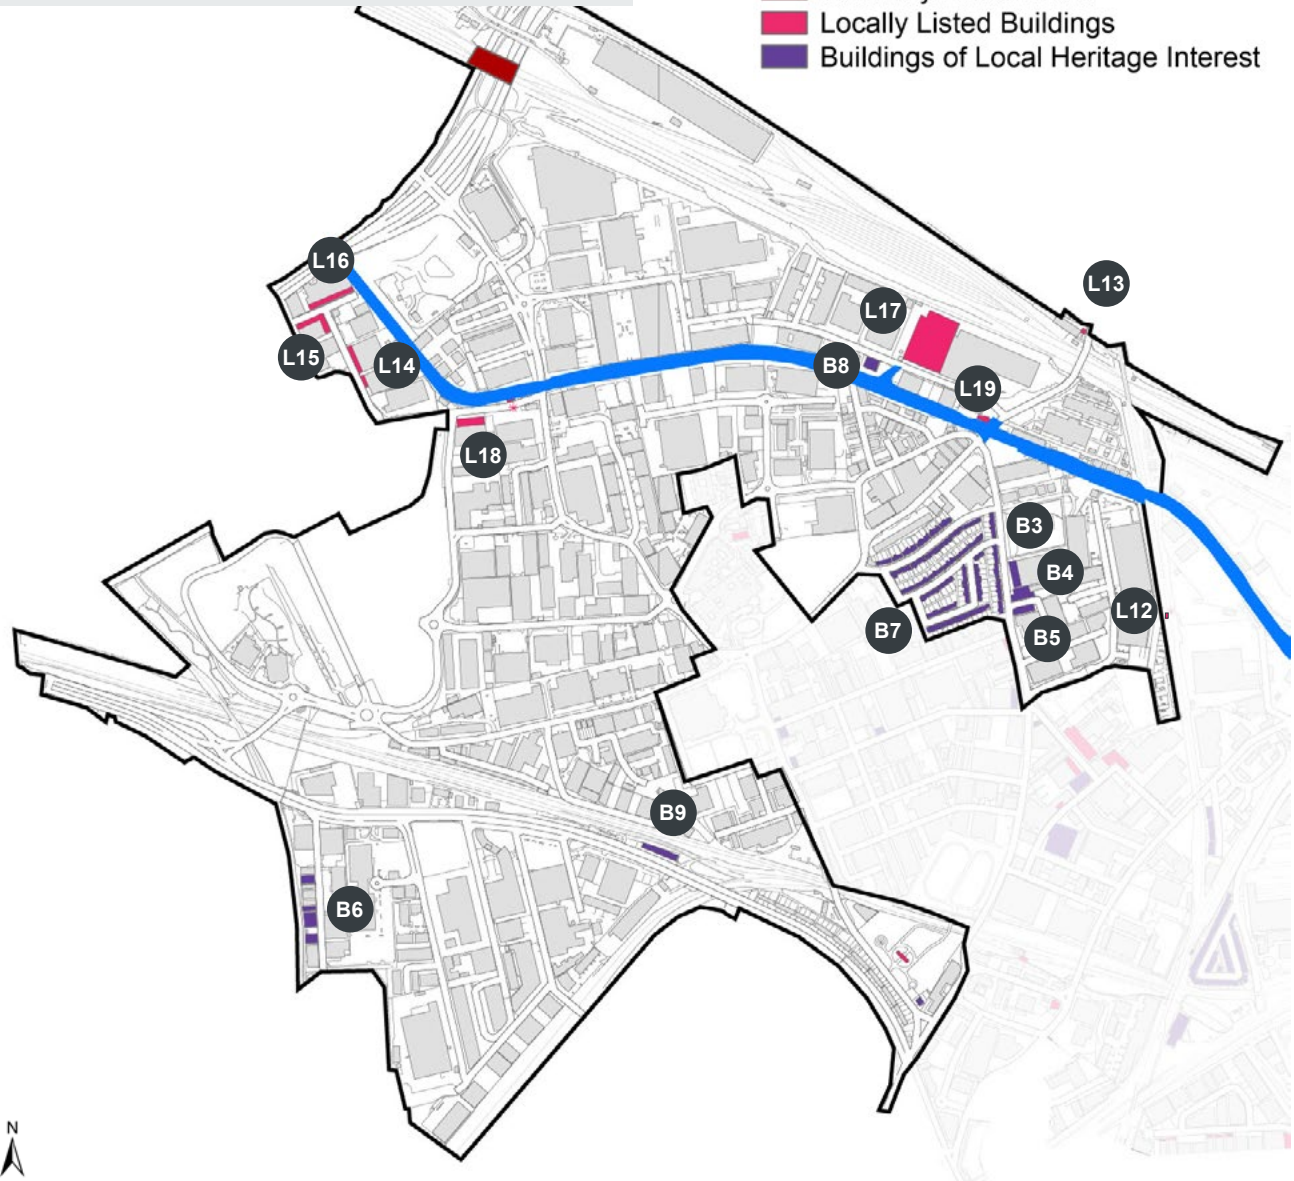 Locally Listed Buildings
Buildings of Local Heritage Interest
L16
L13
L17
L15
L14
B8
L19
L18
B3
B4
L12
B7
B5
B9
B6
N